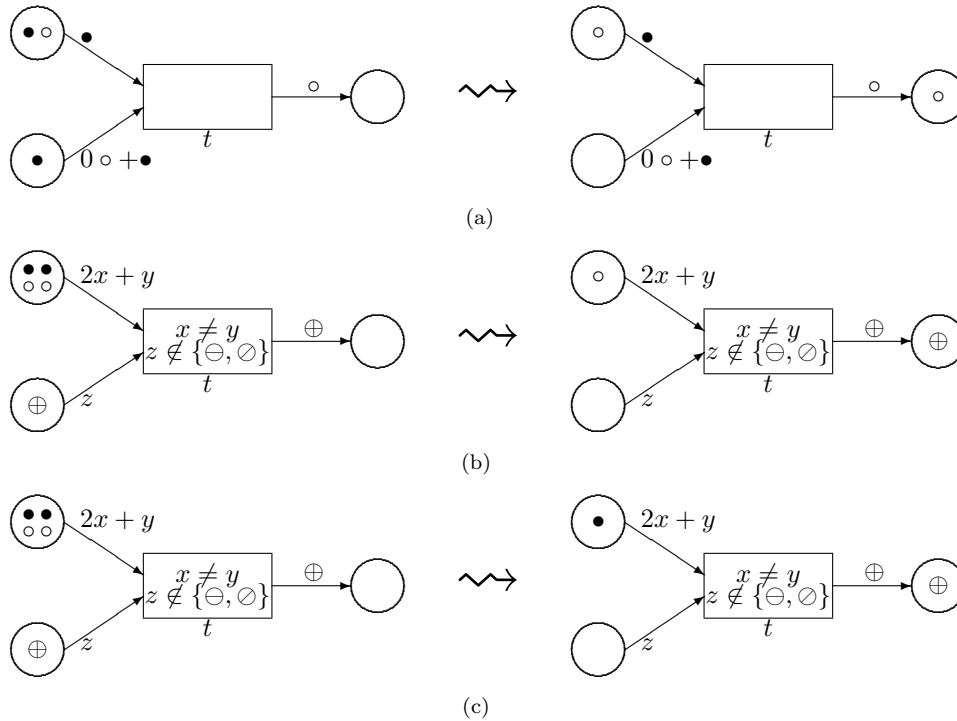 ● ○ ● ○ ○ ● ○
t t ○
● 0 ○ +● 0 ○ +●
(a)
● ● 2x + y ○ 2x + y
○ ○
x ≠ y ⊕ x ≠ y ⊕
z ∉ {⊖, ⊘} z ∉ {⊖, ⊘} ⊕
t t
⊕ z z
(b)
● ● 2x + y ● 2x + y
○ ○
x ≠ y ⊕ x ≠ y ⊕
z ∉ {⊖, ⊘} z ∉ {⊖, ⊘} ⊕
t t
⊕ z z
(c)